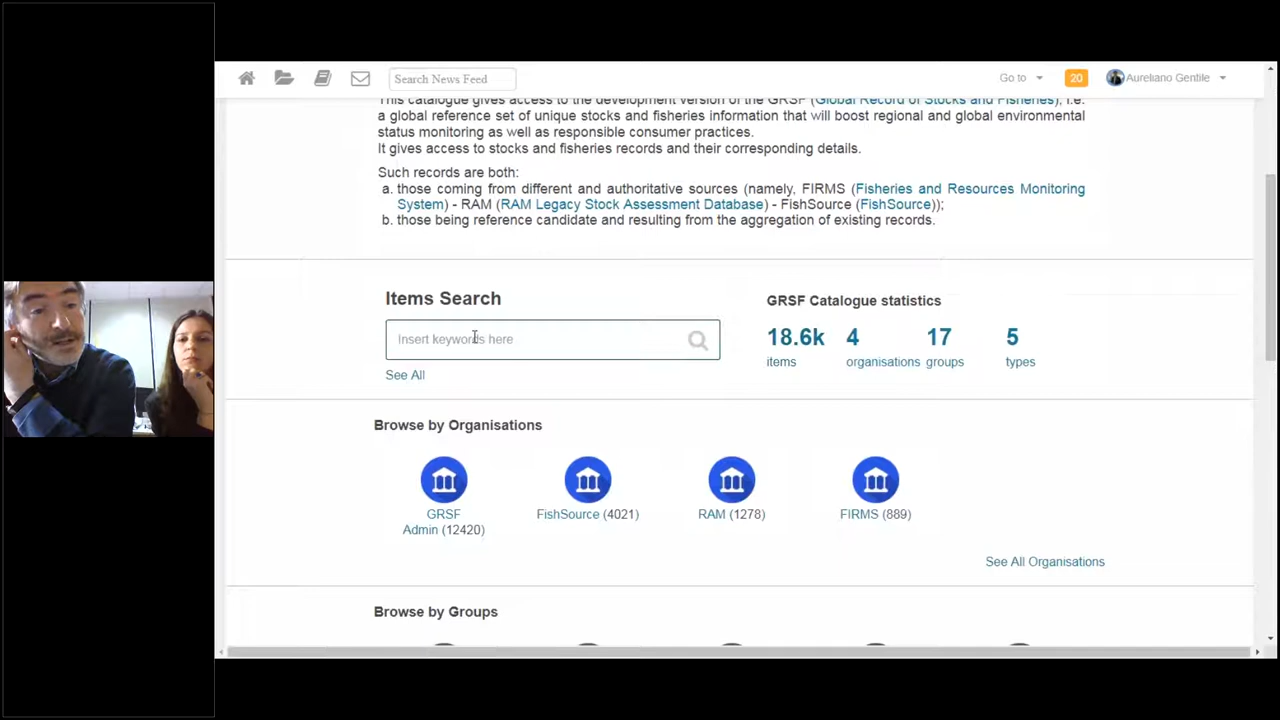 Search News Feed
Go to
20
Aureliano Gentile
This catalogue gives access to the development version of the GRSF (Global Record of Stocks and Fisheries), i.e.
a global reference set of unique stocks and fisheries information that will boost regional and global environmental
status monitoring as well as responsible consumer practices.
It gives access to stocks and fisheries records and their corresponding details.
Such records are both:
a. those coming from different and authoritative sources (namely, FIRMS (Fisheries and Resources Monitoring
System) - RAM (RAM Legacy Stock Assessment Database) - FishSource (FishSource));
b. those being reference candidate and resulting from the aggregation of existing records.
Items Search
Insert keywords here
See All
GRSF Catalogue statistics
18.6k 4 17 5
items organisations groups types
Browse by Organisations
GRSF
Admin (12420)
FishSource (4021)
RAM (1278)
FIRMS (889)
See All Organisations
Browse by Groups